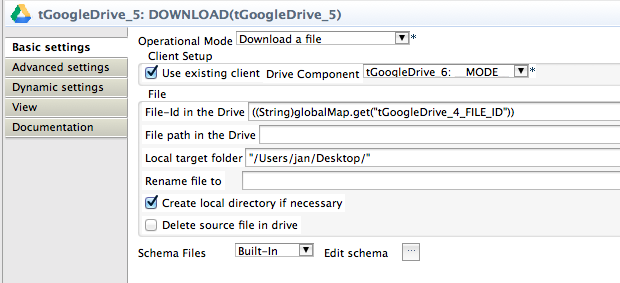 tGoogleDrive_5: DOWNLOAD(tGoogleDrive_5)
Basic settings
Advanced settings
Dynamic settings
View
Documentation
Operational Mode Download a file *
Client Setup
Use existing client Drive Component tGoogleDrive_6: __MODE__ *
File
File-Id in the Drive ((String)globalMap.get("tGoogleDrive_4_FILE_ID"))
File path in the Drive
Local target folder "/Users/jan/Desktop/"
Rename file to
Create local directory if necessary
Delete source file in drive
Schema Files Built-In Edit schema ...